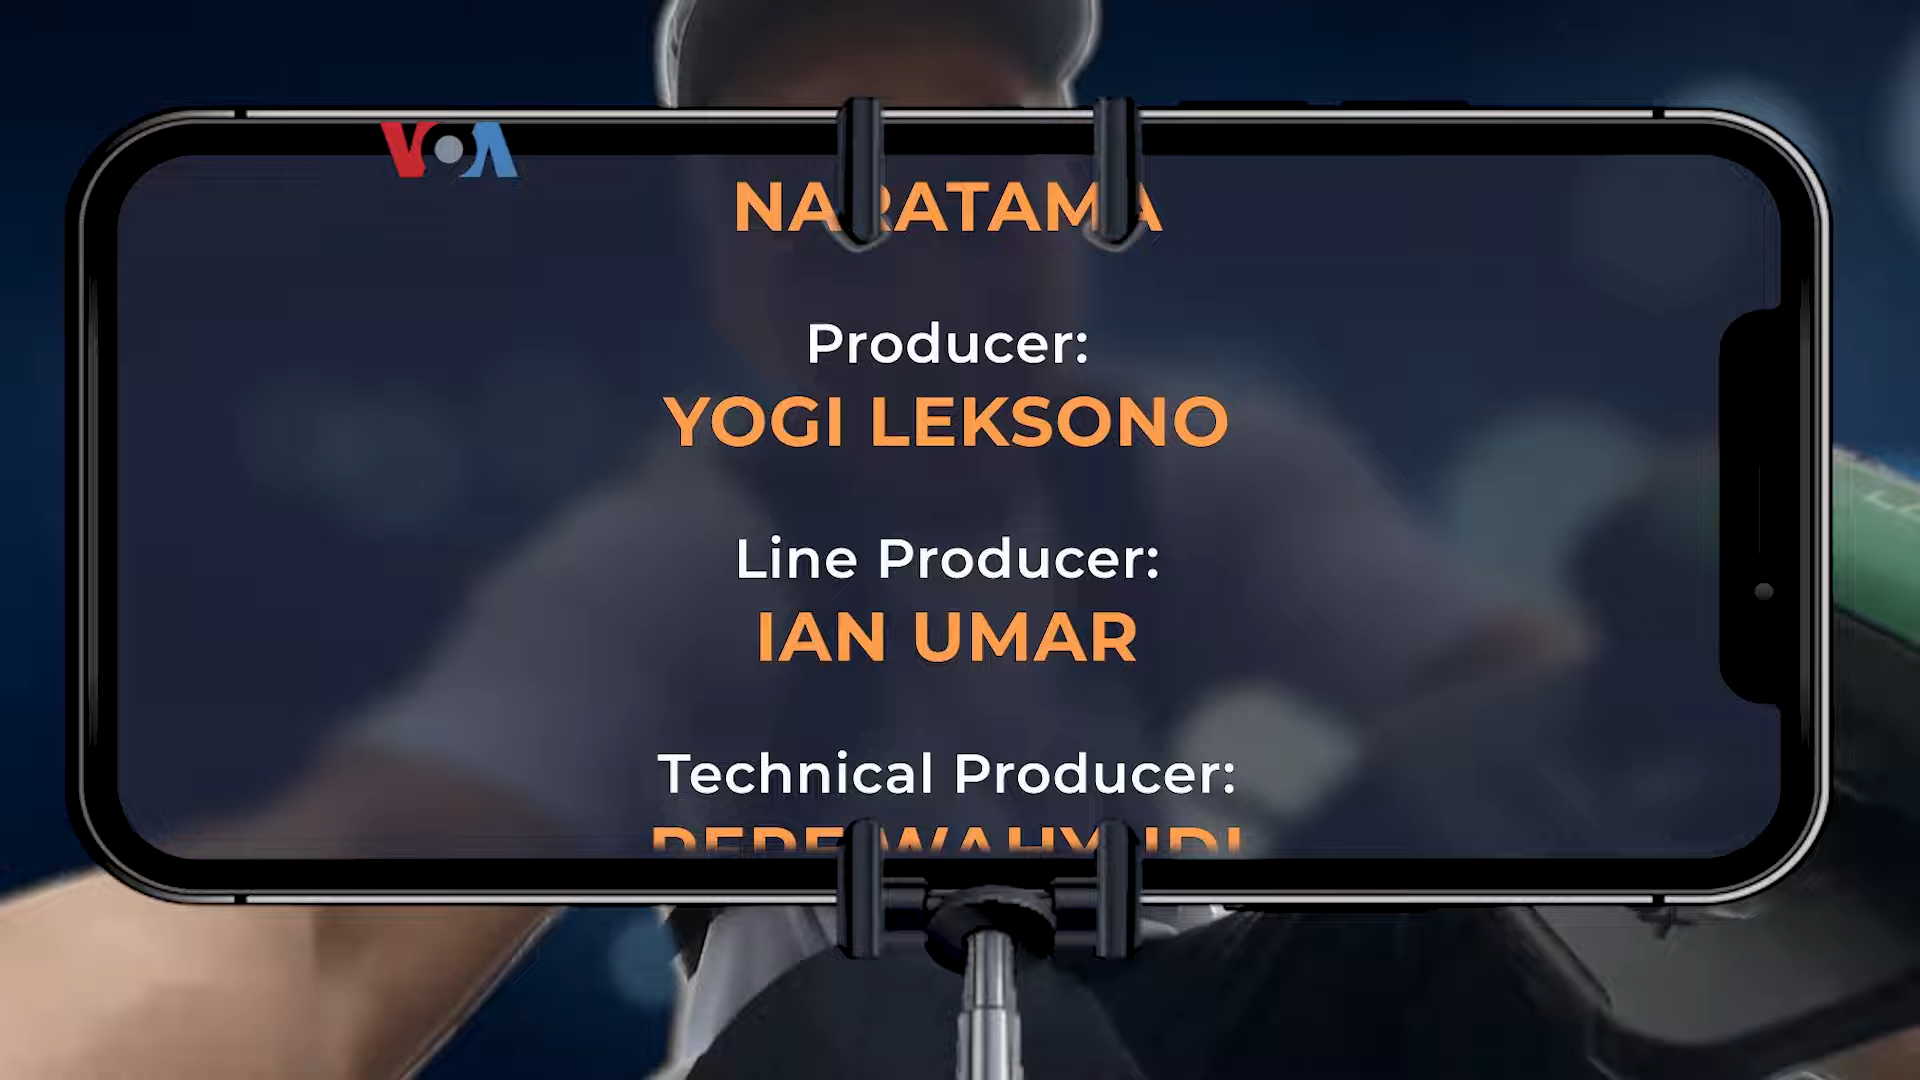 VOA
NARATAMA
Producer:
YOGI LEKSONO
Line Producer:
IAN UMAR
Technical Producer: